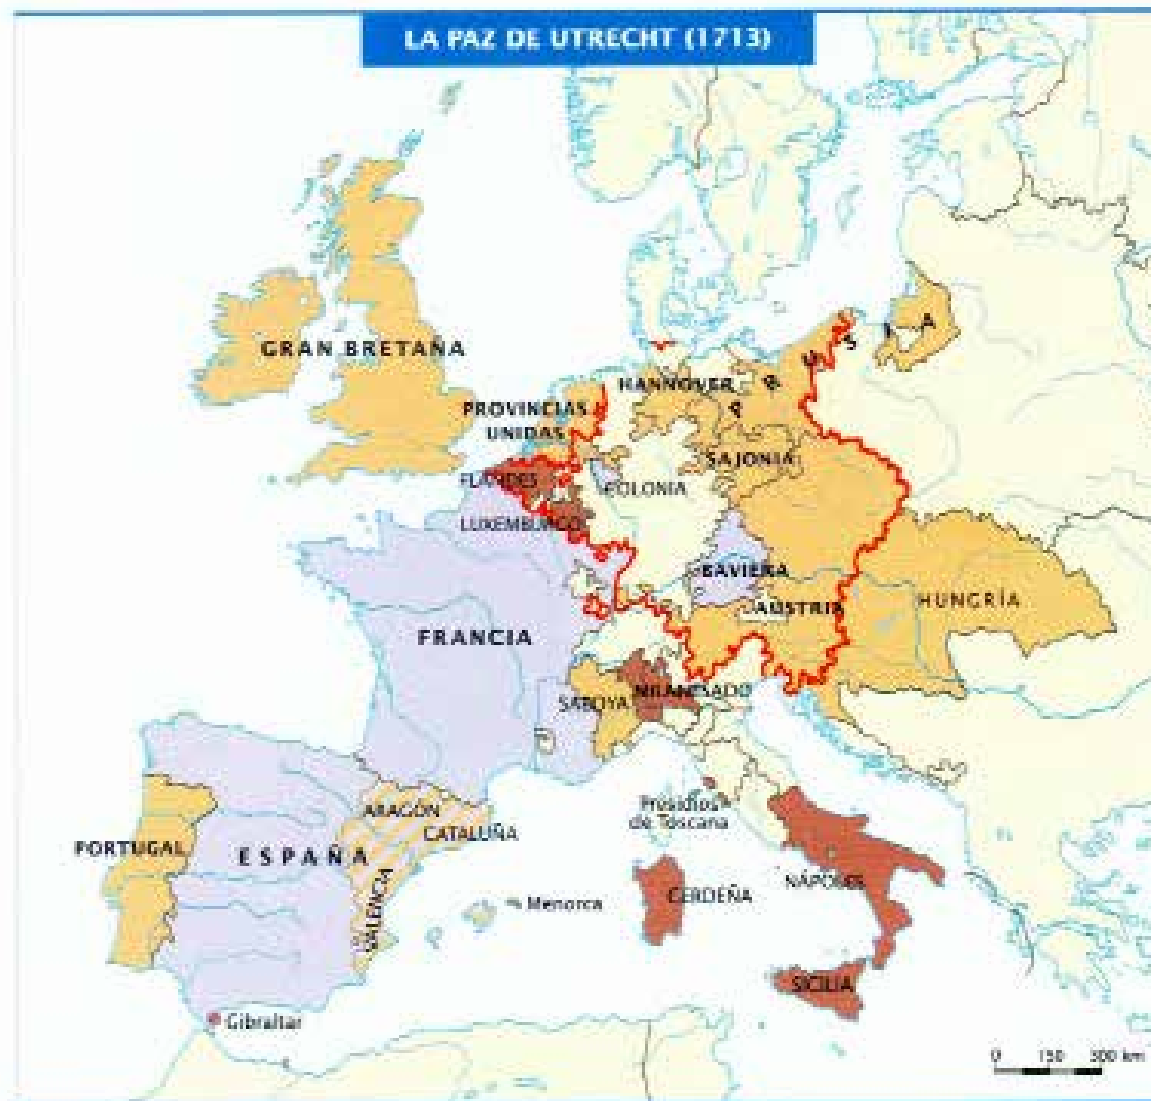 LA PAZ DE UTRECHT (1713)
GRAN BRETAÑA
HANNOVER
P R U S I A
PROVINCIAS
UNIDAS
SAJONIA
FLANDES
COLONIA
LUXEMBURGO
BAVIERA
AUSTRIA
HUNGRÍA
FRANCIA
SABOYA
MILANESADO
Presidios
de Toscana
ARAGÓN
CATALUÑA
PORTUGAL
ESPAÑA
VALENCIA
Menorca
CERDEÑA
NÁPOLES
SICILIA
Gibraltar
0 150 300 km